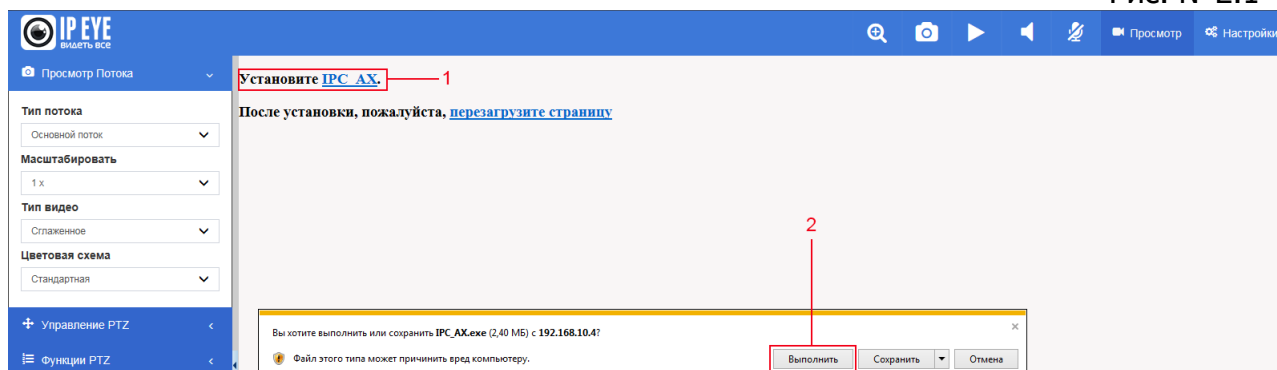 Рис. № 2.1
IP EYE
видеть все
Просмотр
Настройки
Просмотр Потока
Установите IPC_AX.
1
После установки, пожалуйста, перезагрузите страницу
Тип потока
Основной поток
Масштабировать
1 x
Тип видео
Сглаженное
Цветовая схема
Стандартная
2
Управление PTZ
Функции PTZ
Вы хотите выполнить или сохранить IPC_AX.exe (2,40 МБ) с 192.168.10.4?
Файл этого типа может причинить вред компьютеру.
Выполнить
Сохранить
Отмена